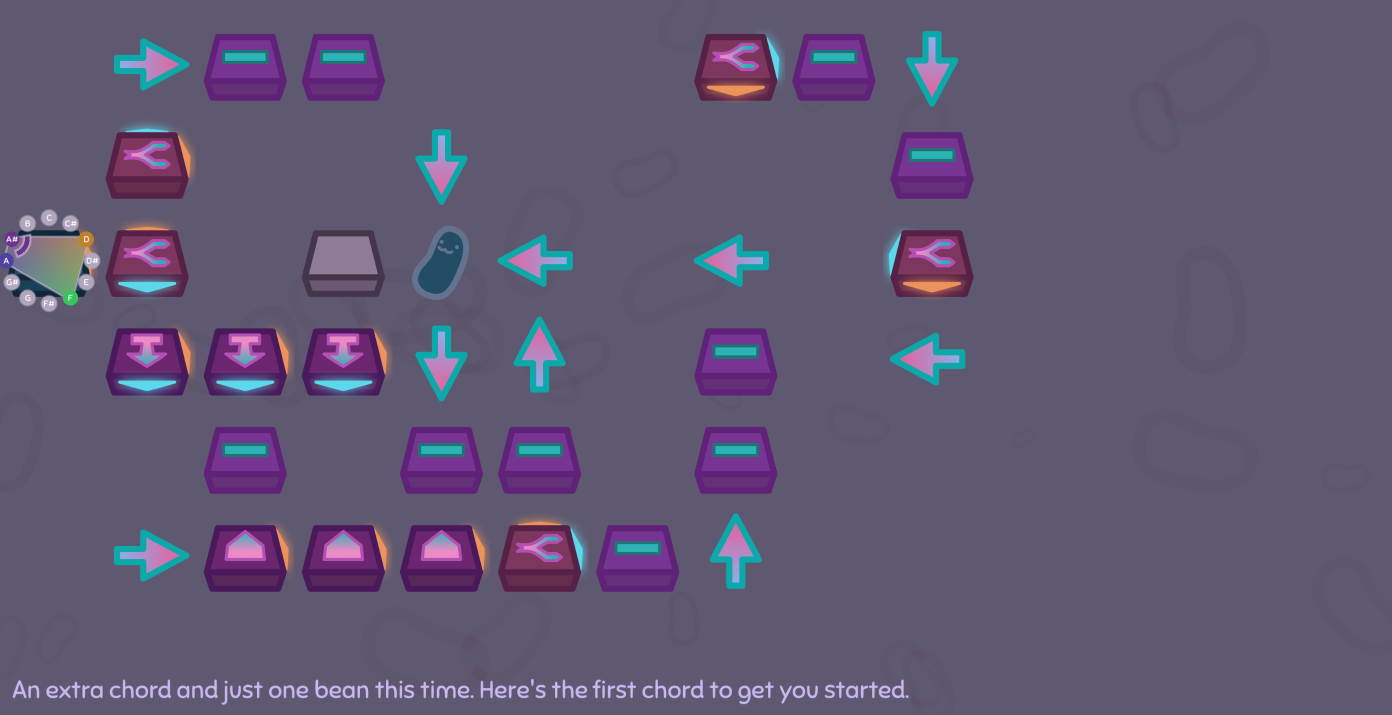 B C C#
A# D
A D#
G# E
G F# F
An extra chord and just one bean this time. Here's the first chord to get you started.